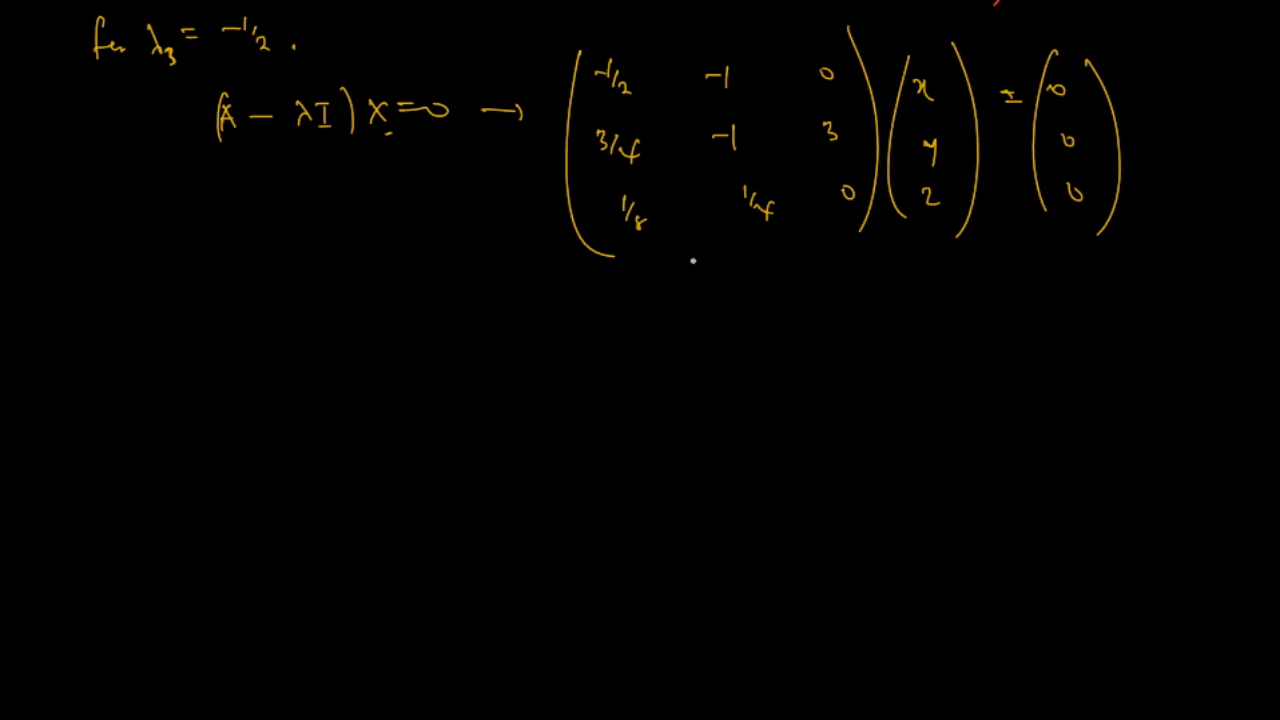 for λ₃ = -1/2 .
(A - λI) X = 0 → ( -1/2 -1 0 ) ( x ) = ( 0 )
( 3/4 -1 3 ) ( y ) ( 0 )
( 1/8 1/4 0 ) ( z ) ( 0 )